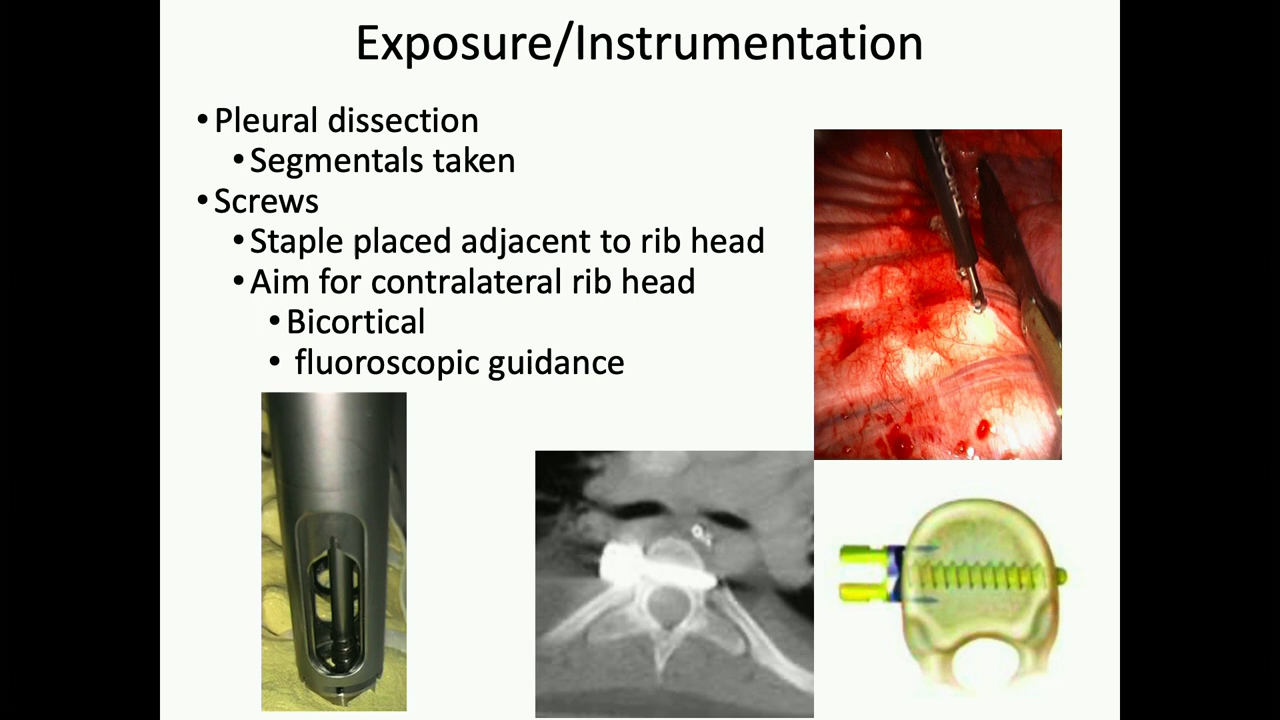 Exposure/Instrumentation
•Pleural dissection
•Segmentals taken
•Screws
•Staple placed adjacent to rib head
•Aim for contralateral rib head
•Bicortical
• fluoroscopic guidance